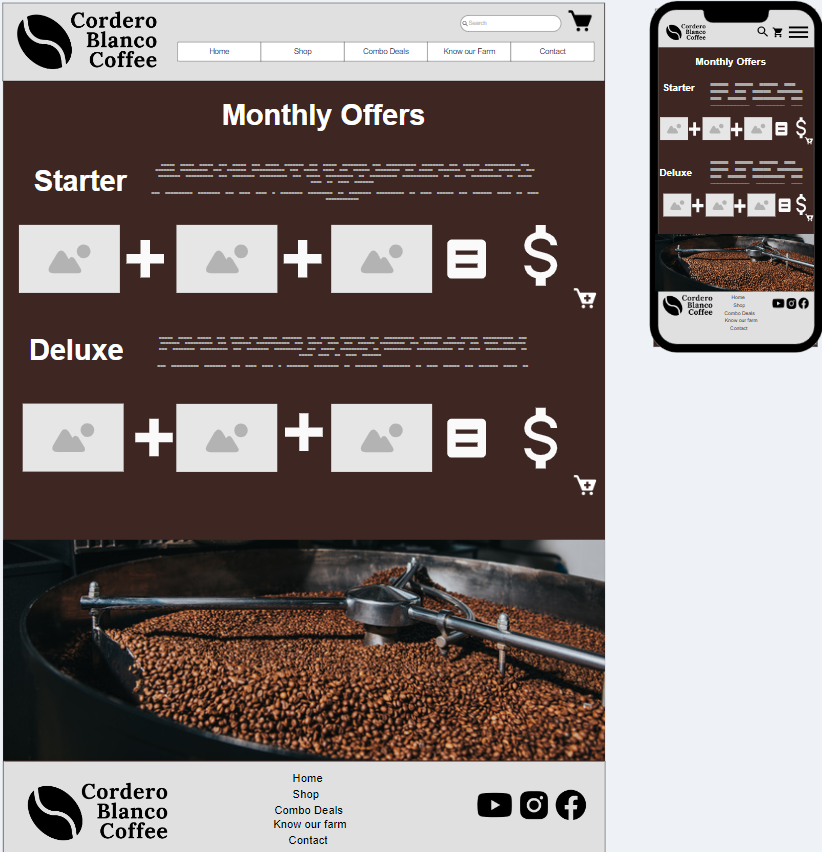 Cordero
Blanco
Coffee
Search
Home
Shop
Combo Deals
Know our Farm
Contact
Monthly Offers
Starter
$
Deluxe
$
Cordero
Blanco
Coffee
Home
Shop
Combo Deals
Know our farm
Contact
Cordero
Blanco
Coffee
Monthly Offers
Starter
$
Deluxe
$
Cordero
Blanco
Coffee
Home
Shop
Combo Deals
Know our farm
Contact